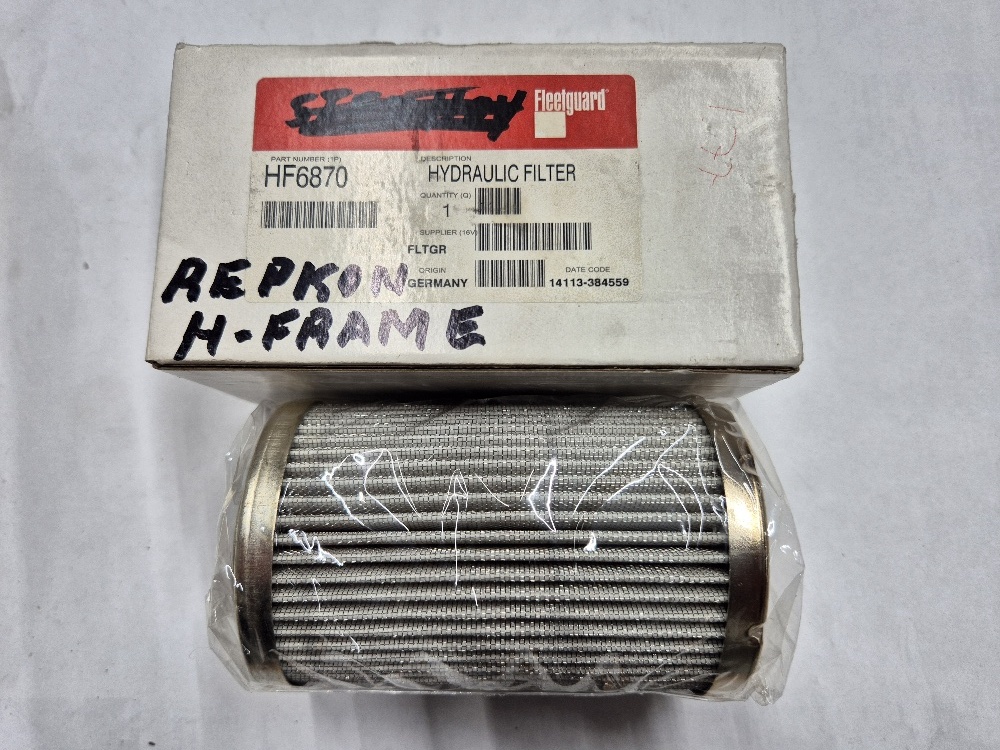 Fleetguard®
PART NUMBER (1P)
HF6870
DESCRIPTION
HYDRAULIC FILTER
QUANTITY (Q)
1
SUPPLIER (16V)
FLTGR
ORIGIN
GERMANY
DATE CODE
14113-384559
REPKON
H-FRAME